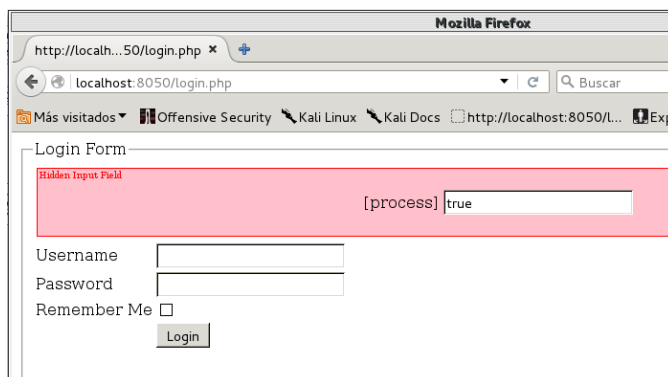 Mozilla Firefox
http://localh...50/login.php
localhost:8050/login.php
Buscar
Más visitados Offensive Security Kali Linux Kali Docs http://localhost:8050/l...
Login Form
Hidden Input Field
[process] true
Username
Password
Remember Me
Login